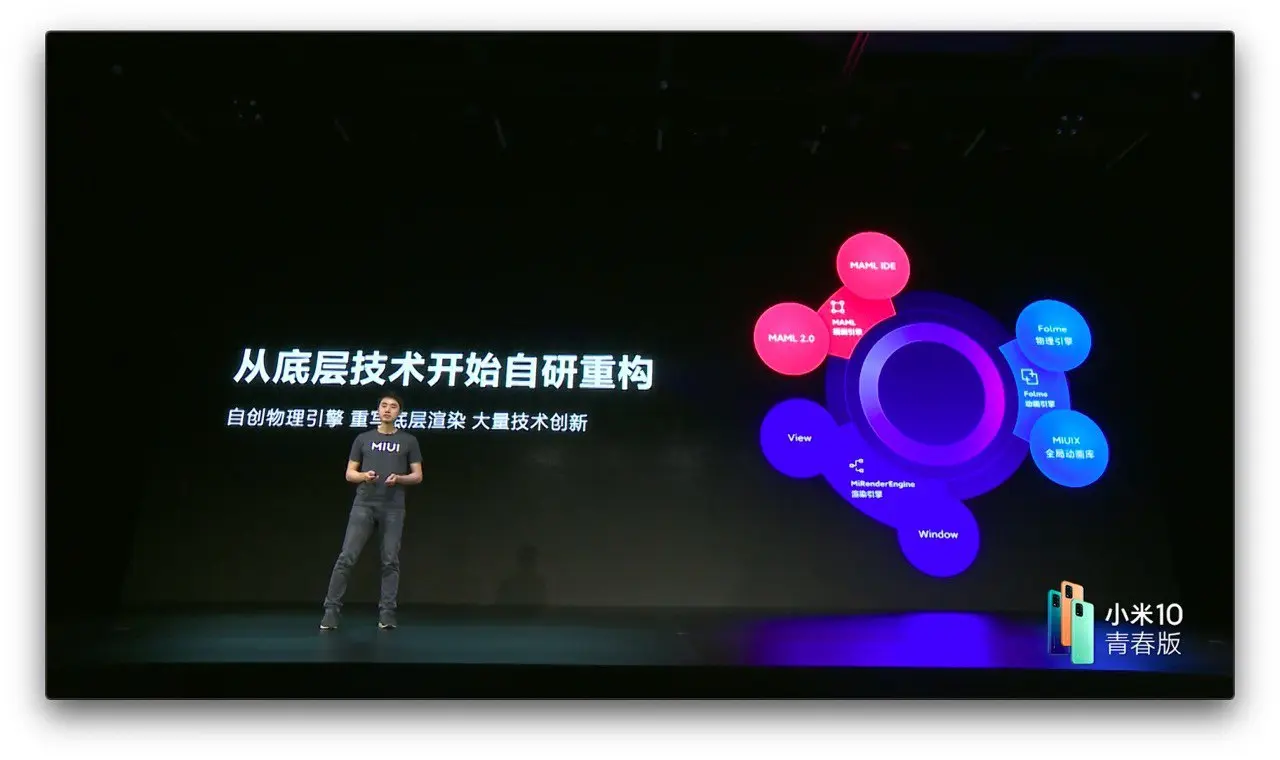 从底层技术开始自研重构
自创物理引擎 重写底层渲染 大量技术创新
MIUI
MAML IDE
MAML 2.0
MAML
Folme
物理引擎
Folme
动画引擎
MIUIX
全局动画库
View
MiRenderEngine
渲染引擎
Window
小米10
青春版